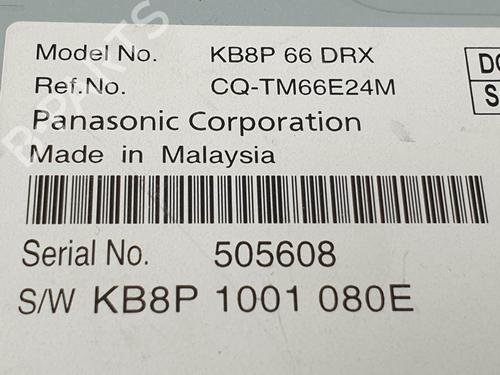 Model No. KB8P 66 DRX
Ref.No. CQ-TM66E24M
Panasonic Corporation
Made in Malaysia
Serial No. 505608
S/W KB8P 1001 080E
B-PARTS